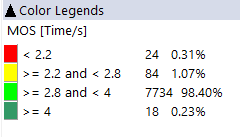 Color Legends
MOS [Time/s]
< 2.2 24 0.31%
>= 2.2 and < 2.8 84 1.07%
>= 2.8 and < 4 7734 98.40%
>= 4 18 0.23%